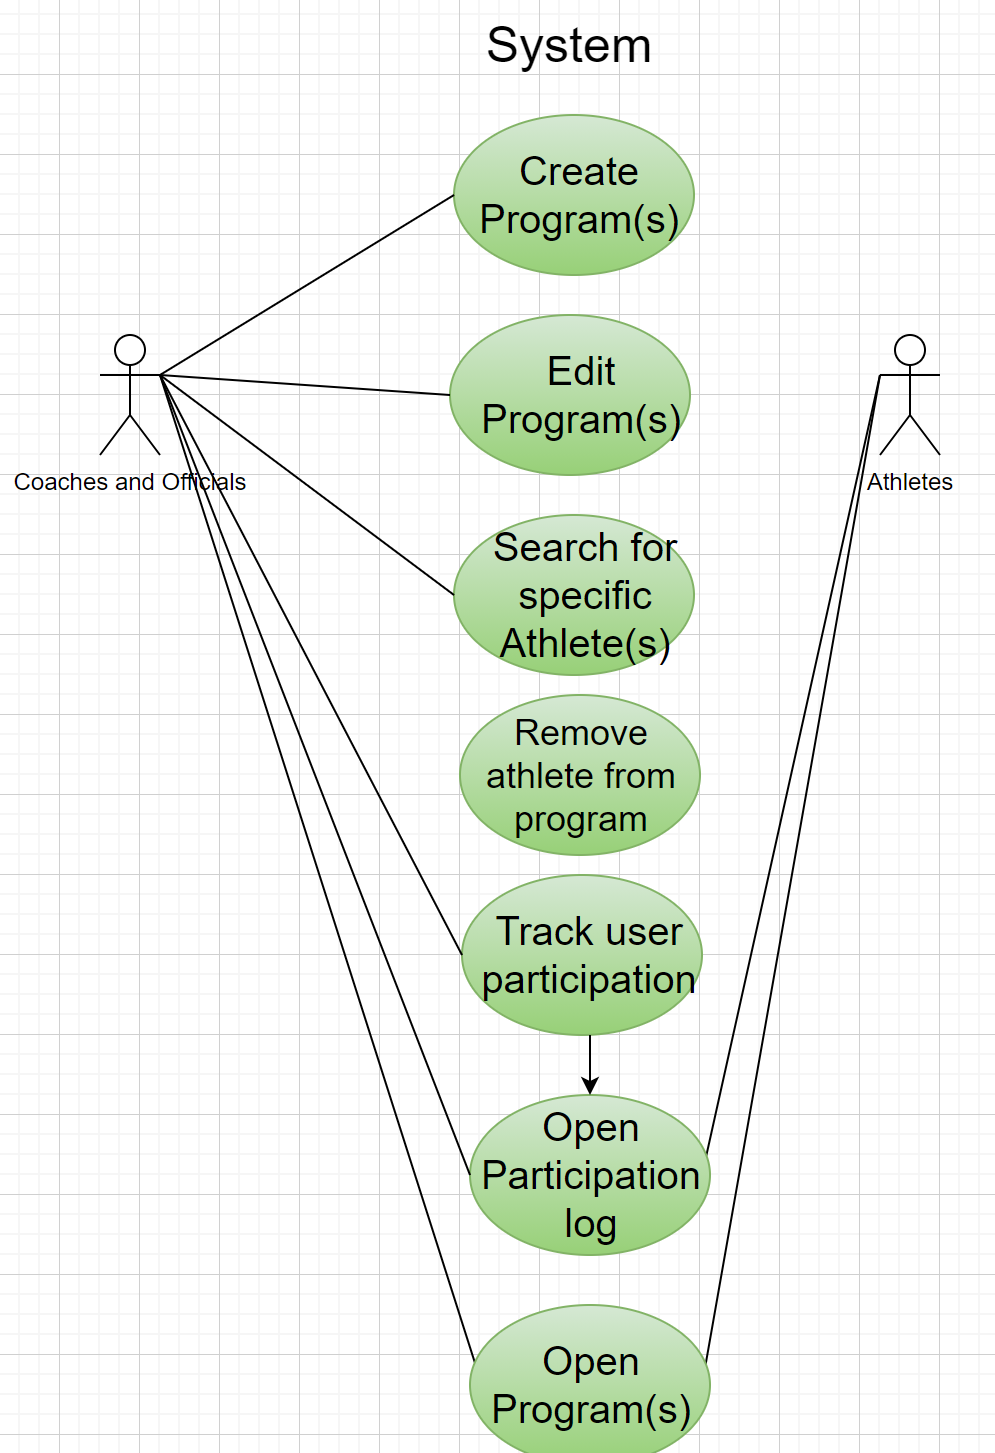 System
Create
Program(s)
Edit
Program(s)
Coaches and Officials
Athletes
Search for
specific
Athlete(s)
Remove
athlete from
program
Track user
participation
Open
Participation
log
Open
Program(s)